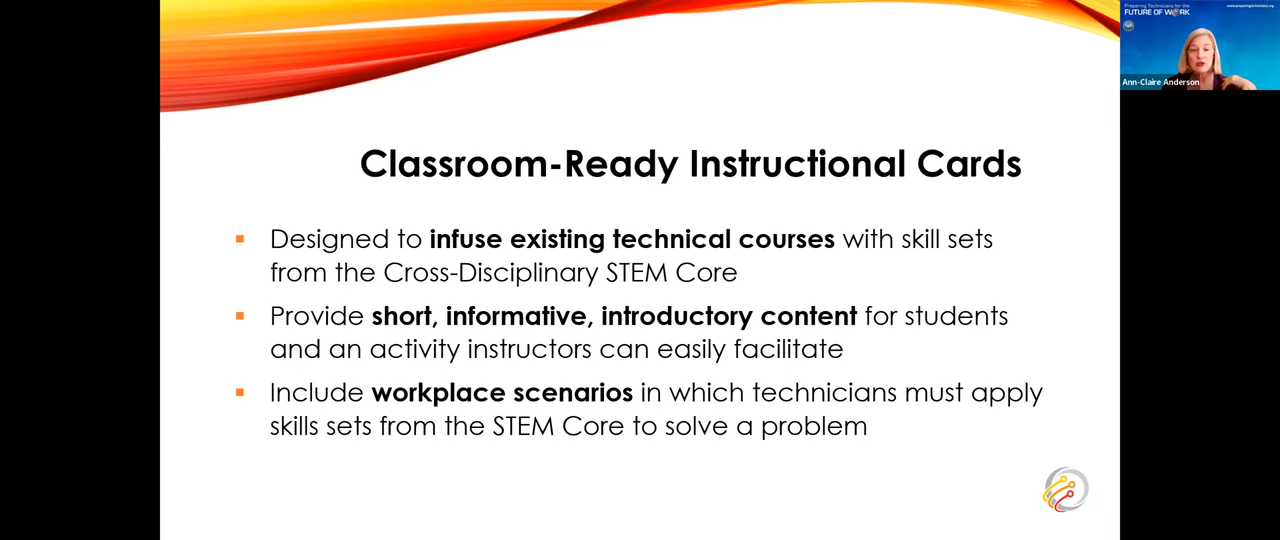 Classroom-Ready Instructional Cards
Designed to infuse existing technical courses with skill sets
from the Cross-Disciplinary STEM Core
Provide short, informative, introductory content for students
and an activity instructors can easily facilitate
Include workplace scenarios in which technicians must apply
skills sets from the STEM Core to solve a problem
Preparing Technicians for the
FUTURE OF WORK
www.preparingtechnicians.org
Ann-Claire Anderson